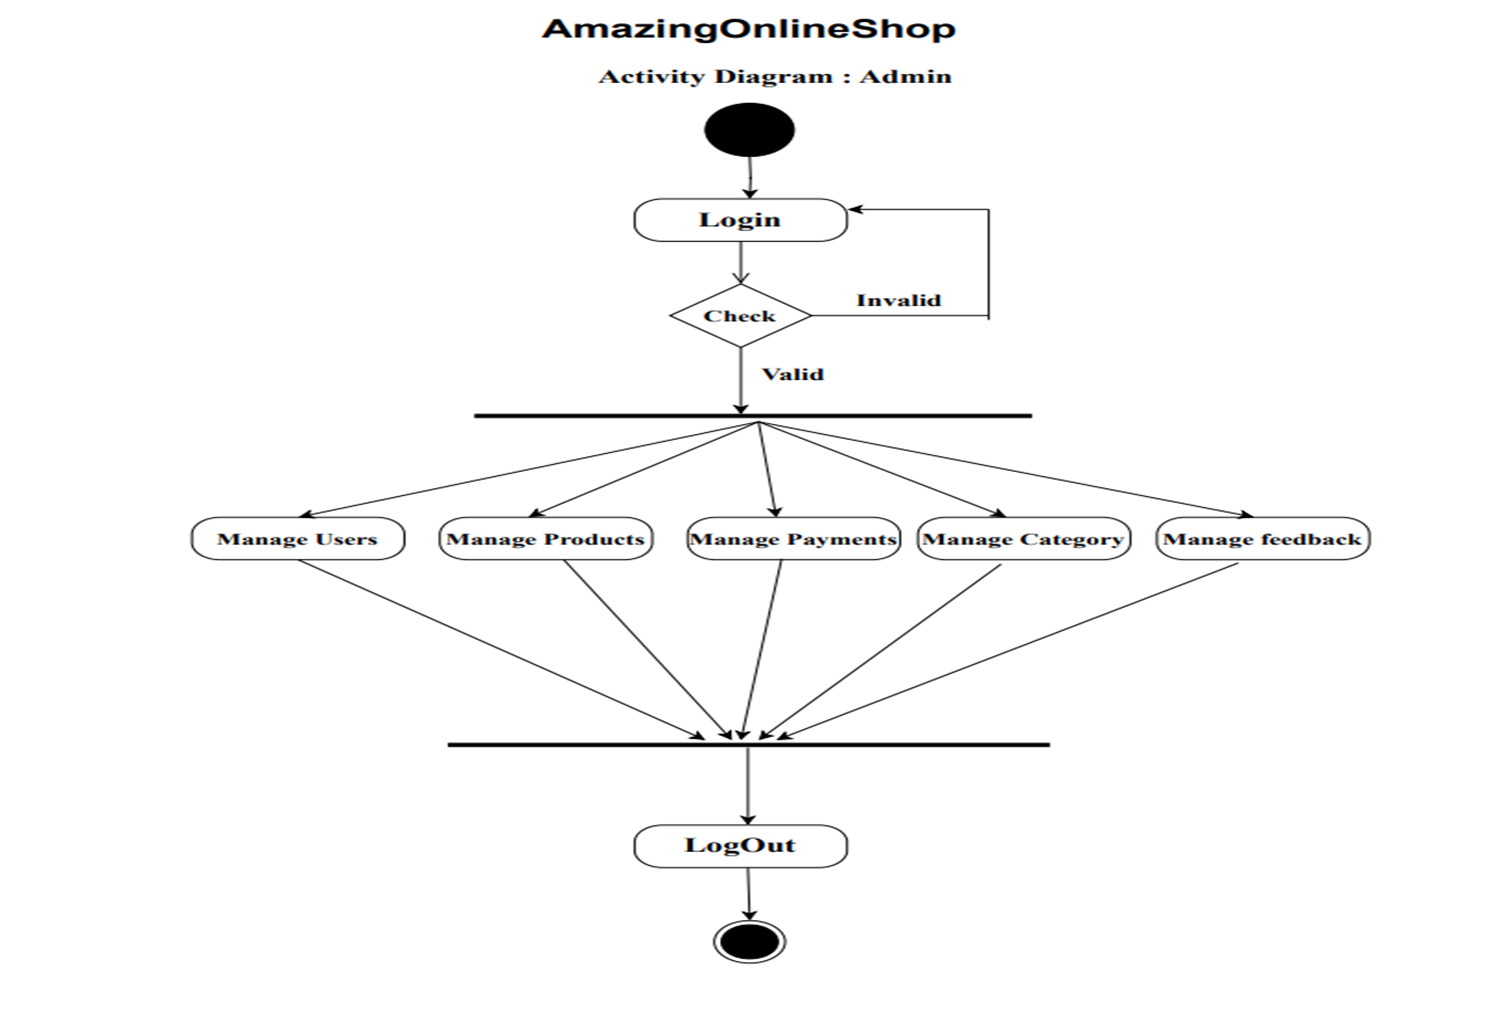 AmazingOnlineShop
Activity Diagram : Admin
Login
Invalid
Check
Valid
Manage Users
Manage Products
Manage Payments
Manage Category
Manage feedback
LogOut